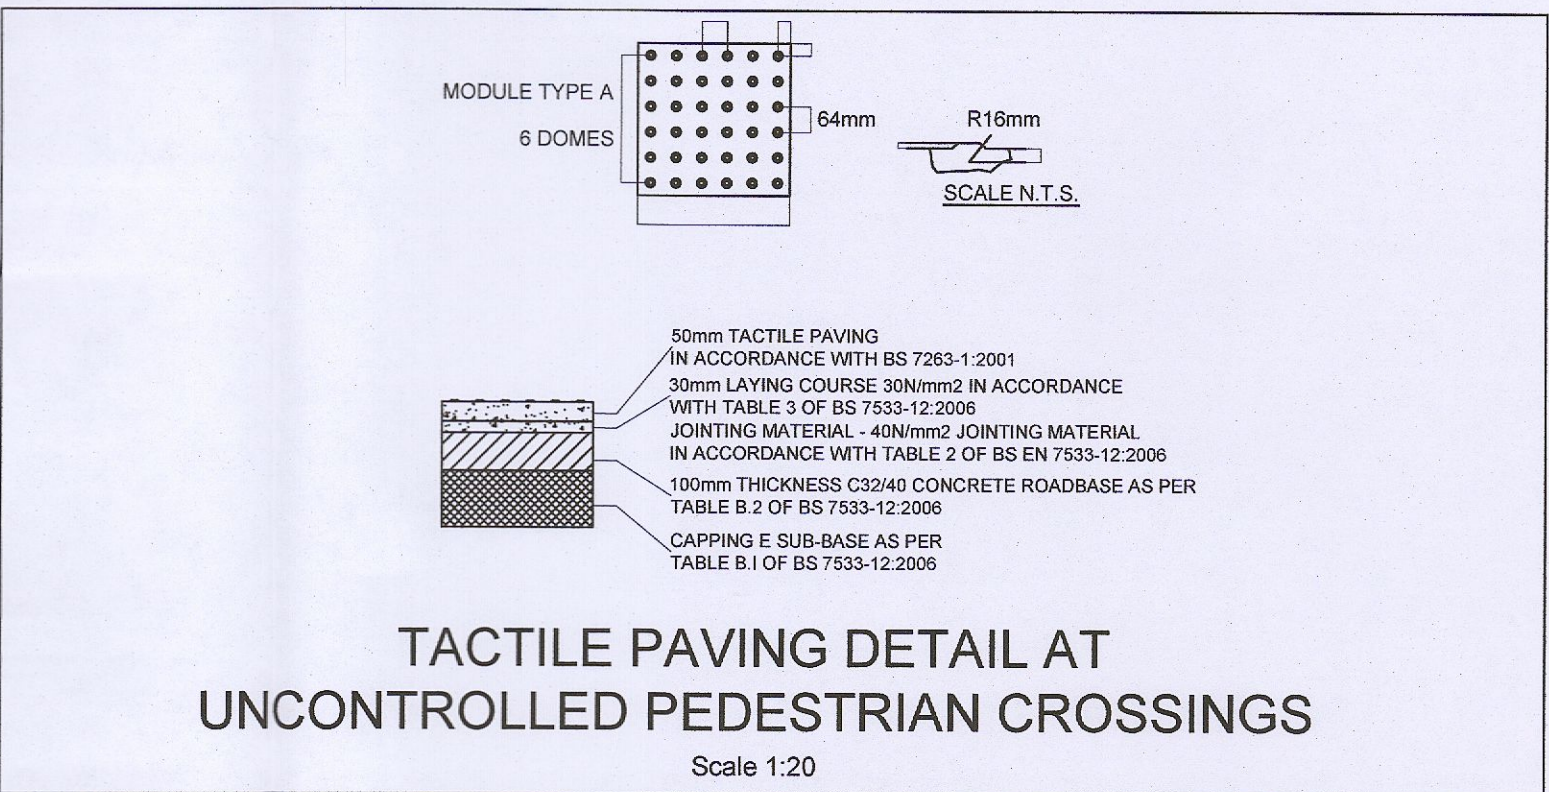 MODULE TYPE A
6 DOMES
64mm
R16mm
SCALE N.T.S.
50mm TACTILE PAVING
IN ACCORDANCE WITH BS 7263-1:2001
30mm LAYING COURSE 30N/mm2 IN ACCORDANCE
WITH TABLE 3 OF BS 7533-12:2006
JOINTING MATERIAL - 40N/mm2 JOINTING MATERIAL
IN ACCORDANCE WITH TABLE 2 OF BS EN 7533-12:2006
100mm THICKNESS C32/40 CONCRETE ROADBASE AS PER
TABLE B.2 OF BS 7533-12:2006
CAPPING E SUB-BASE AS PER
TABLE B.I OF BS 7533-12:2006
TACTILE PAVING DETAIL AT
UNCONTROLLED PEDESTRIAN CROSSINGS
Scale 1:20